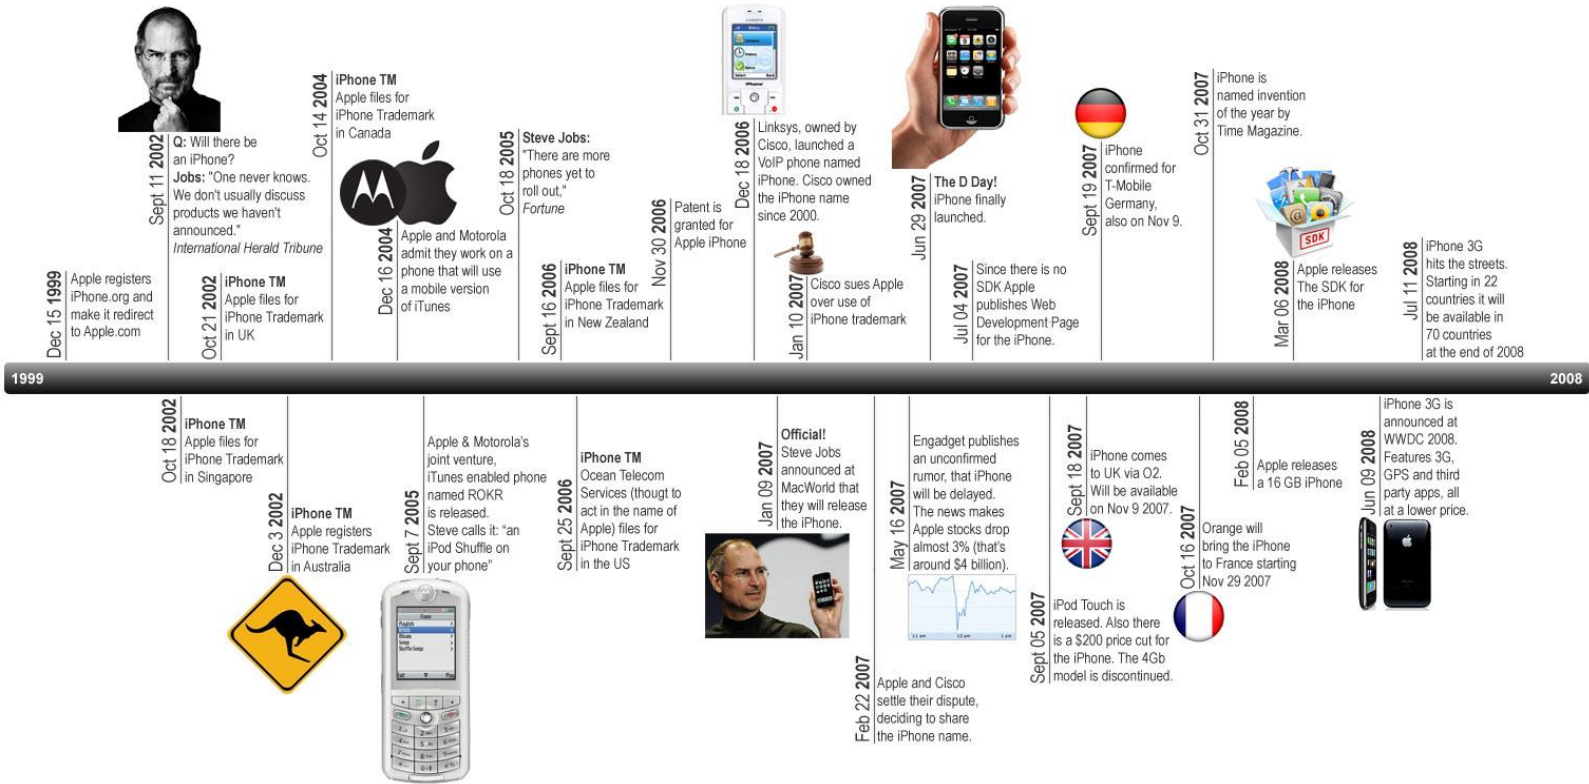 Sept 11 2002
Q: Will there be
an iPhone?
Jobs: "One never knows.
We don't usually discuss
products we haven't
announced."
International Herald Tribune
Oct 14 2004
iPhone TM
Apple files for
iPhone Trademark
in Canada
Oct 18 2005
Steve Jobs:
"There are more
phones yet to
roll out,"
Fortune
Dec 18 2006
Linksys, owned by
Cisco, launched a
VoIP phone named
iPhone. Cisco owned
the iPhone name
since 2000.
Jun 29 2007
The D Day!
iPhone finally
launched.
Sept 19 2007
iPhone
confirmed for
T-Mobile
Germany,
also on Nov 9.
Oct 31 2007
iPhone is
named invention
of the year by
Time Magazine.
Dec 15 1999
Apple registers
iPhone.org and
make it redirect
to Apple.com
Oct 21 2002
iPhone TM
Apple files for
iPhone Trademark
in UK
Dec 16 2004
Apple and Motorola
admit they work on a
phone that will use
a mobile version
of iTunes
Sept 16 2006
iPhone TM
Apple files for
iPhone Trademark
in New Zealand
Nov 30 2006
Patent is
granted for
Apple iPhone
Jan 10 2007
Cisco sues Apple
over use of
iPhone trademark
Jul 04 2007
Since there is no
SDK Apple
publishes Web
Development Page
for the iPhone.
SDK
Mar 06 2008
Apple releases
The SDK for
the iPhone
Jul 11 2008
iPhone 3G
hits the streets.
Starting in 22
countries it will
be available in
70 countries
at the end of 2008
1999
2008
Oct 18 2002
iPhone TM
Apple files for
iPhone Trademark
in Singapore
Dec 3 2002
iPhone TM
Apple registers
iPhone Trademark
in Australia
Sept 7 2005
Apple & Motorola's
joint venture,
iTunes enabled phone
named ROKR
is released.
Steve calls it: "an
iPod Shuffle on
your phone"
Sept 25 2006
iPhone TM
Ocean Telecom
Services (thougt to
act in the name of
Apple) files for
iPhone Trademark
in the US
Jan 09 2007
Official!
Steve Jobs
announced at
MacWorld that
they will release
the iPhone.
Feb 22 2007
Apple and Cisco
settle their dispute,
deciding to share
the iPhone name.
May 16 2007
Engadget publishes
an unconfirmed
rumor, that iPhone
will be delayed.
The news makes
Apple stocks drop
almost 3% (that's
around $4 billion).
11 am 12 pm 1 pm
Sept 05 2007
iPod Touch is
released. Also there
is a $200 price cut for
the iPhone. The 4Gb
model is discontinued.
Sept 18 2007
iPhone comes
to UK via O2.
Will be available
on Nov 9 2007.
Oct 16 2007
Orange will
bring the iPhone
to France starting
Nov 29 2007
Feb 05 2008
Apple releases
a 16 GB iPhone
Jun 09 2008
iPhone 3G is
announced at
WWDC 2008.
Features 3G,
GPS and third
party apps, all
at a lower price.